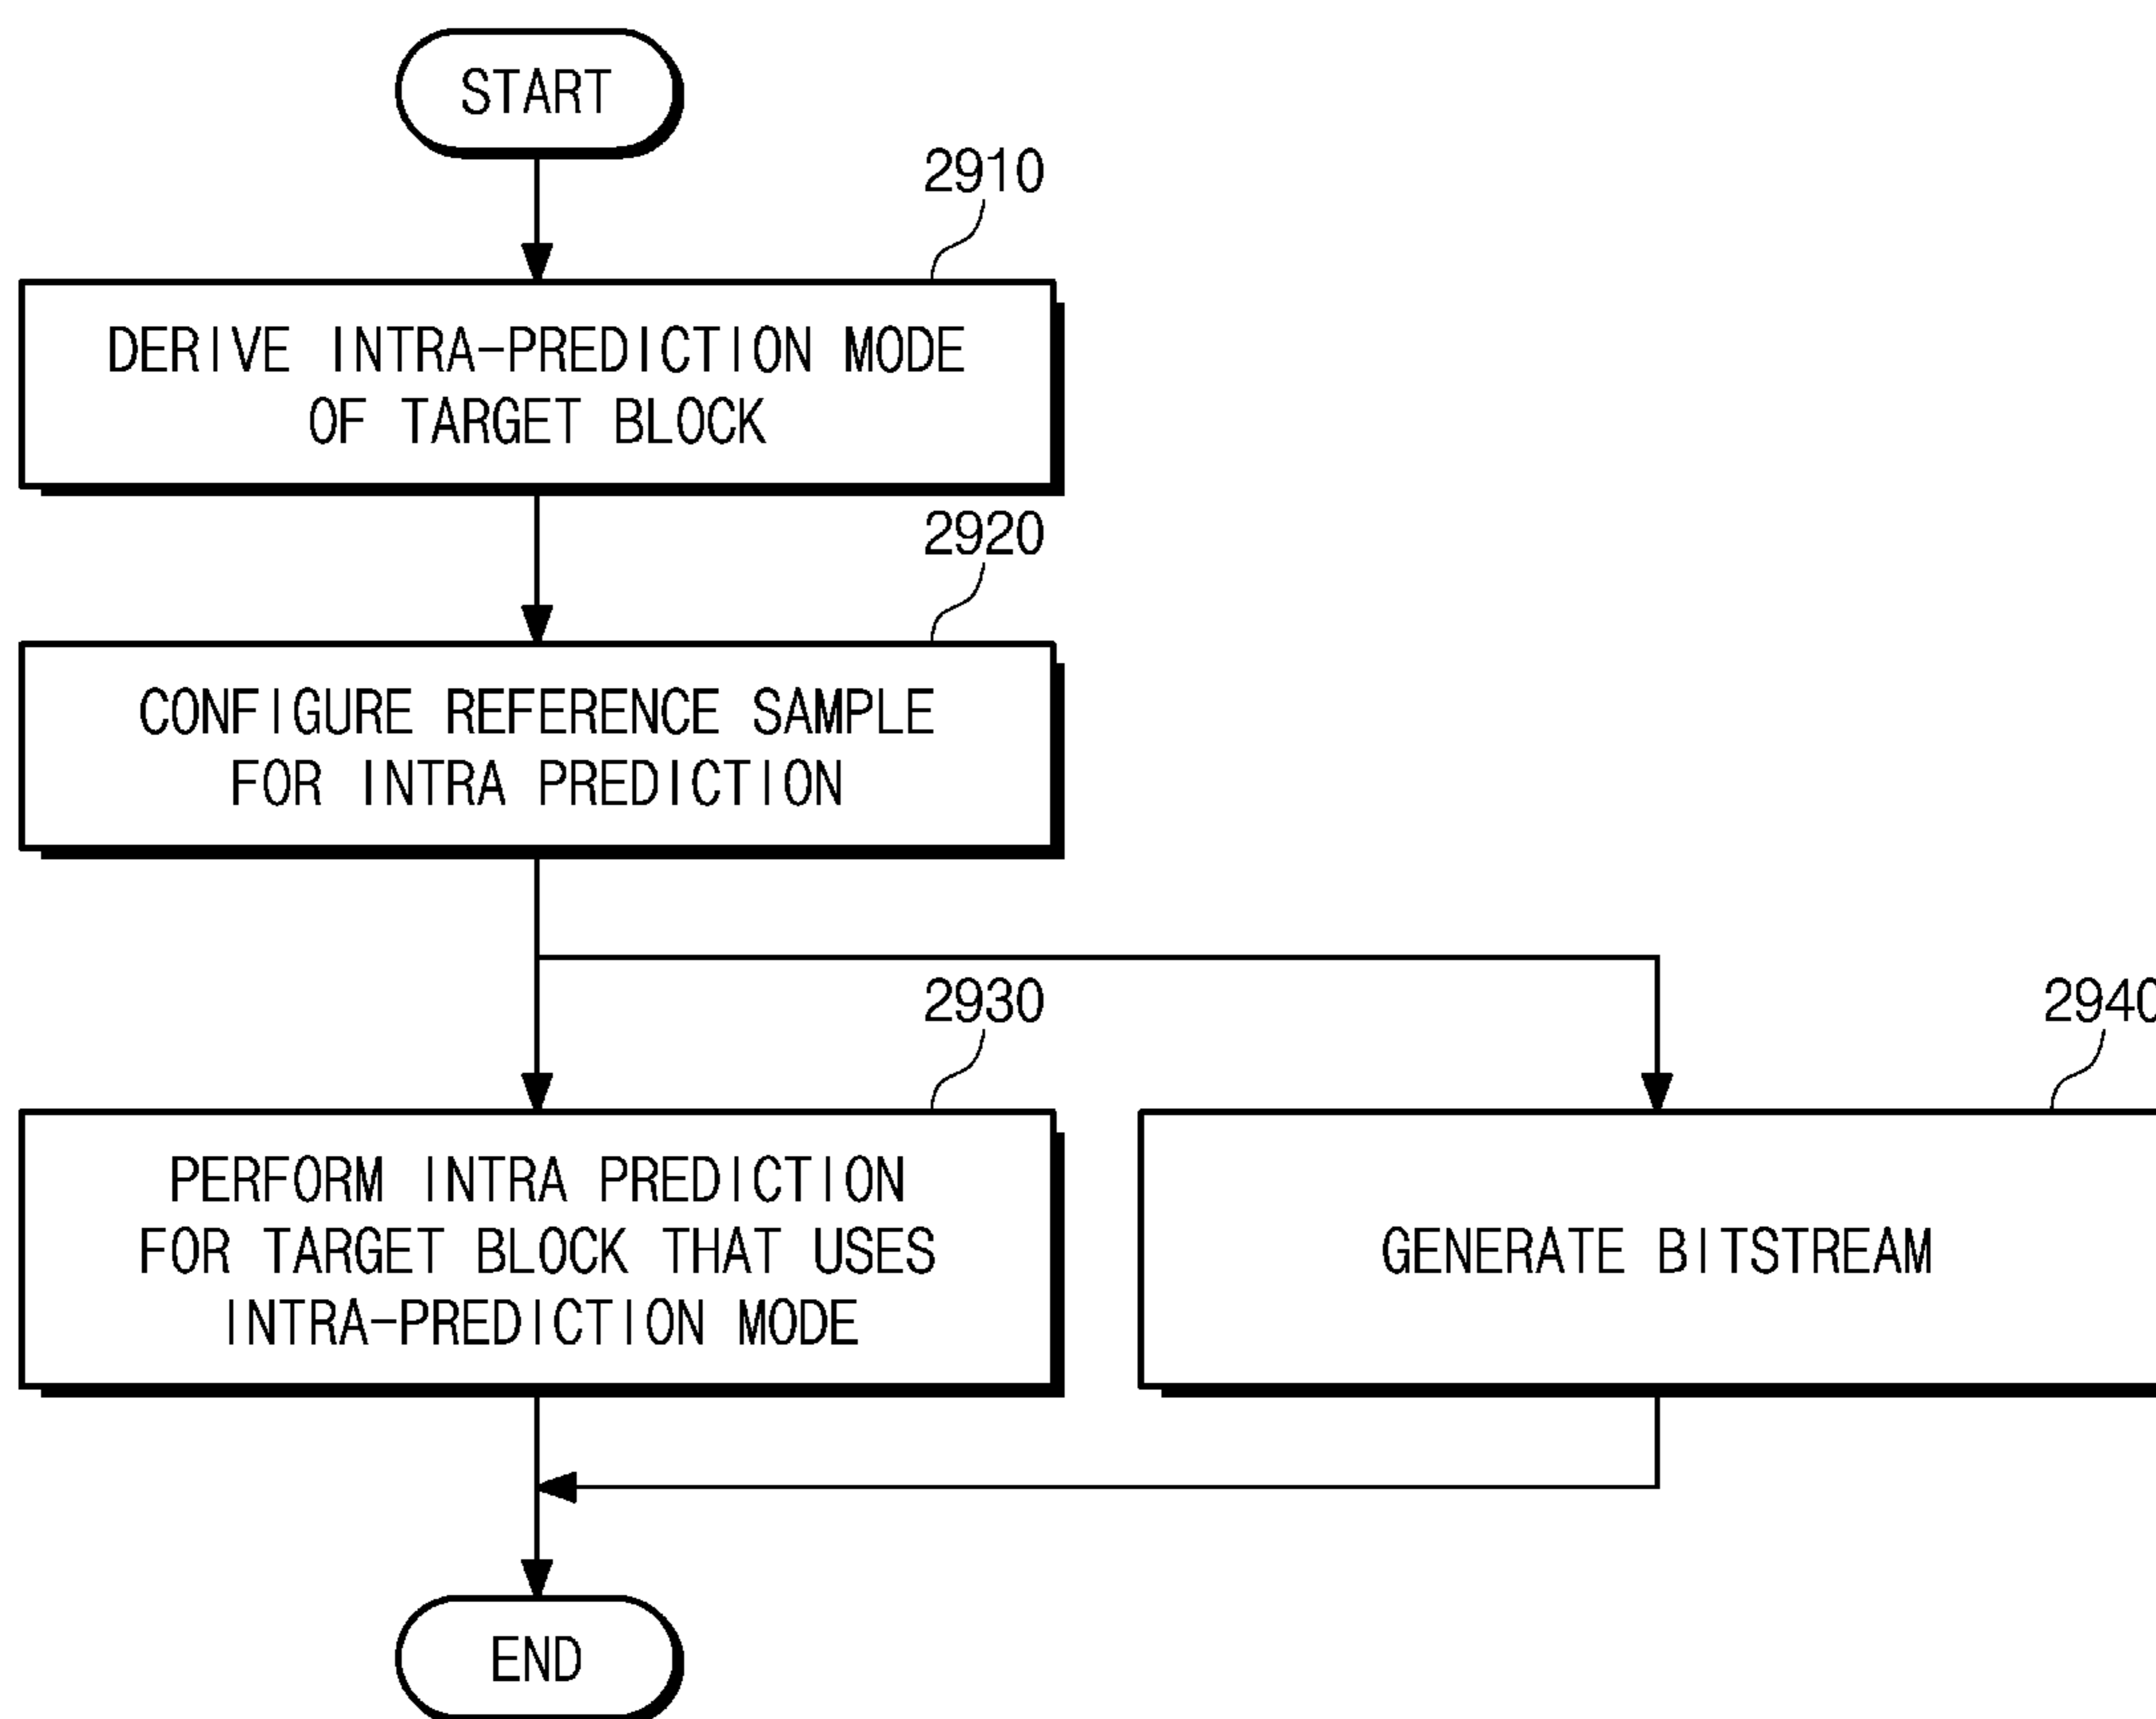 START
2910
DERIVE INTRA-PREDICTION MODE
OF TARGET BLOCK
2920
CONFIGURE REFERENCE SAMPLE
FOR INTRA PREDICTION
2930
2940
PERFORM INTRA PREDICTION
FOR TARGET BLOCK THAT USES
INTRA-PREDICTION MODE
GENERATE BITSTREAM
END